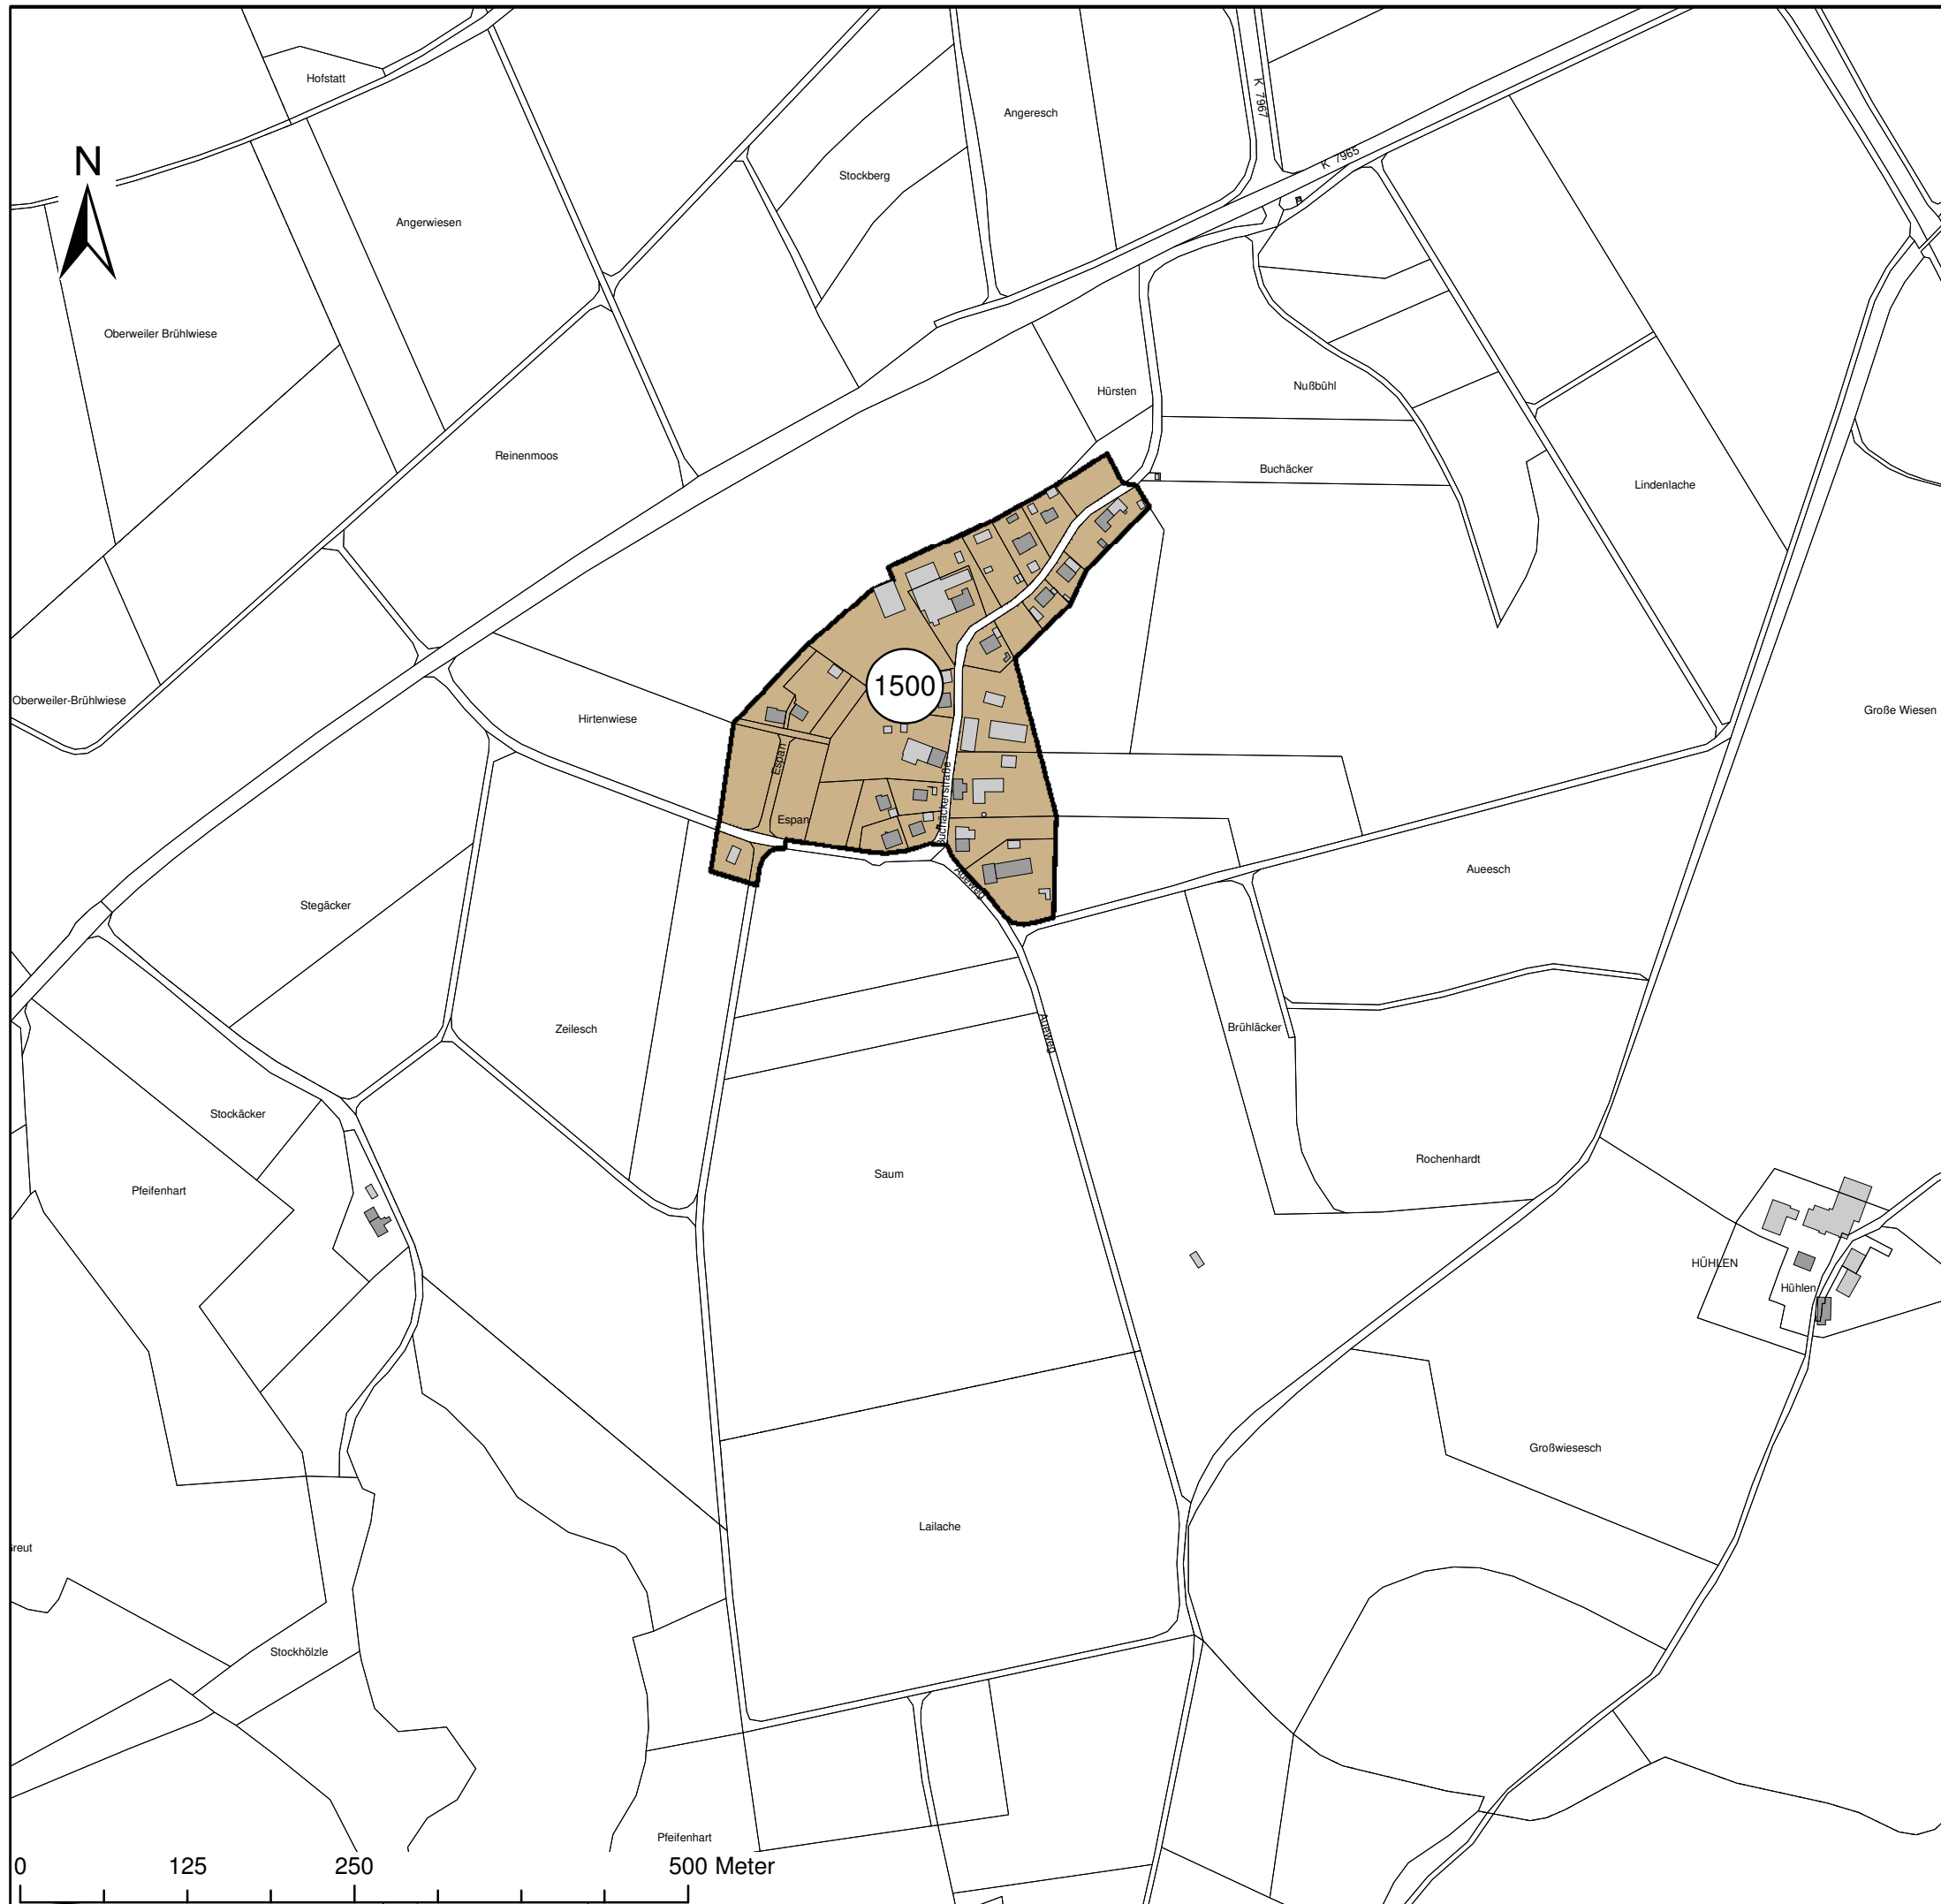 Hofstatt
K 7967
Angeresch
N
K 7965
Stockberg
Angerwiesen
Oberweiler Brühlwiese
Hürsten
Nußbühl
Reinenmoos
Buchäcker
Lindenlache
1500
Oberweiler-Brühlwiese
Große Wiesen
Hirtenwiese
Espan
Buchäckerstraße
Espan
Aueesch
Aueweg
Stegäcker
Zeilesch
Brühläcker
Aueweg
Stockäcker
Rochenhardt
Saum
Pfeifenhart
HÜHLEN
Hühlen
Großwiesesch
Lailache
Stockhölzle
Pfeifenhart
0 125 250 500 Meter